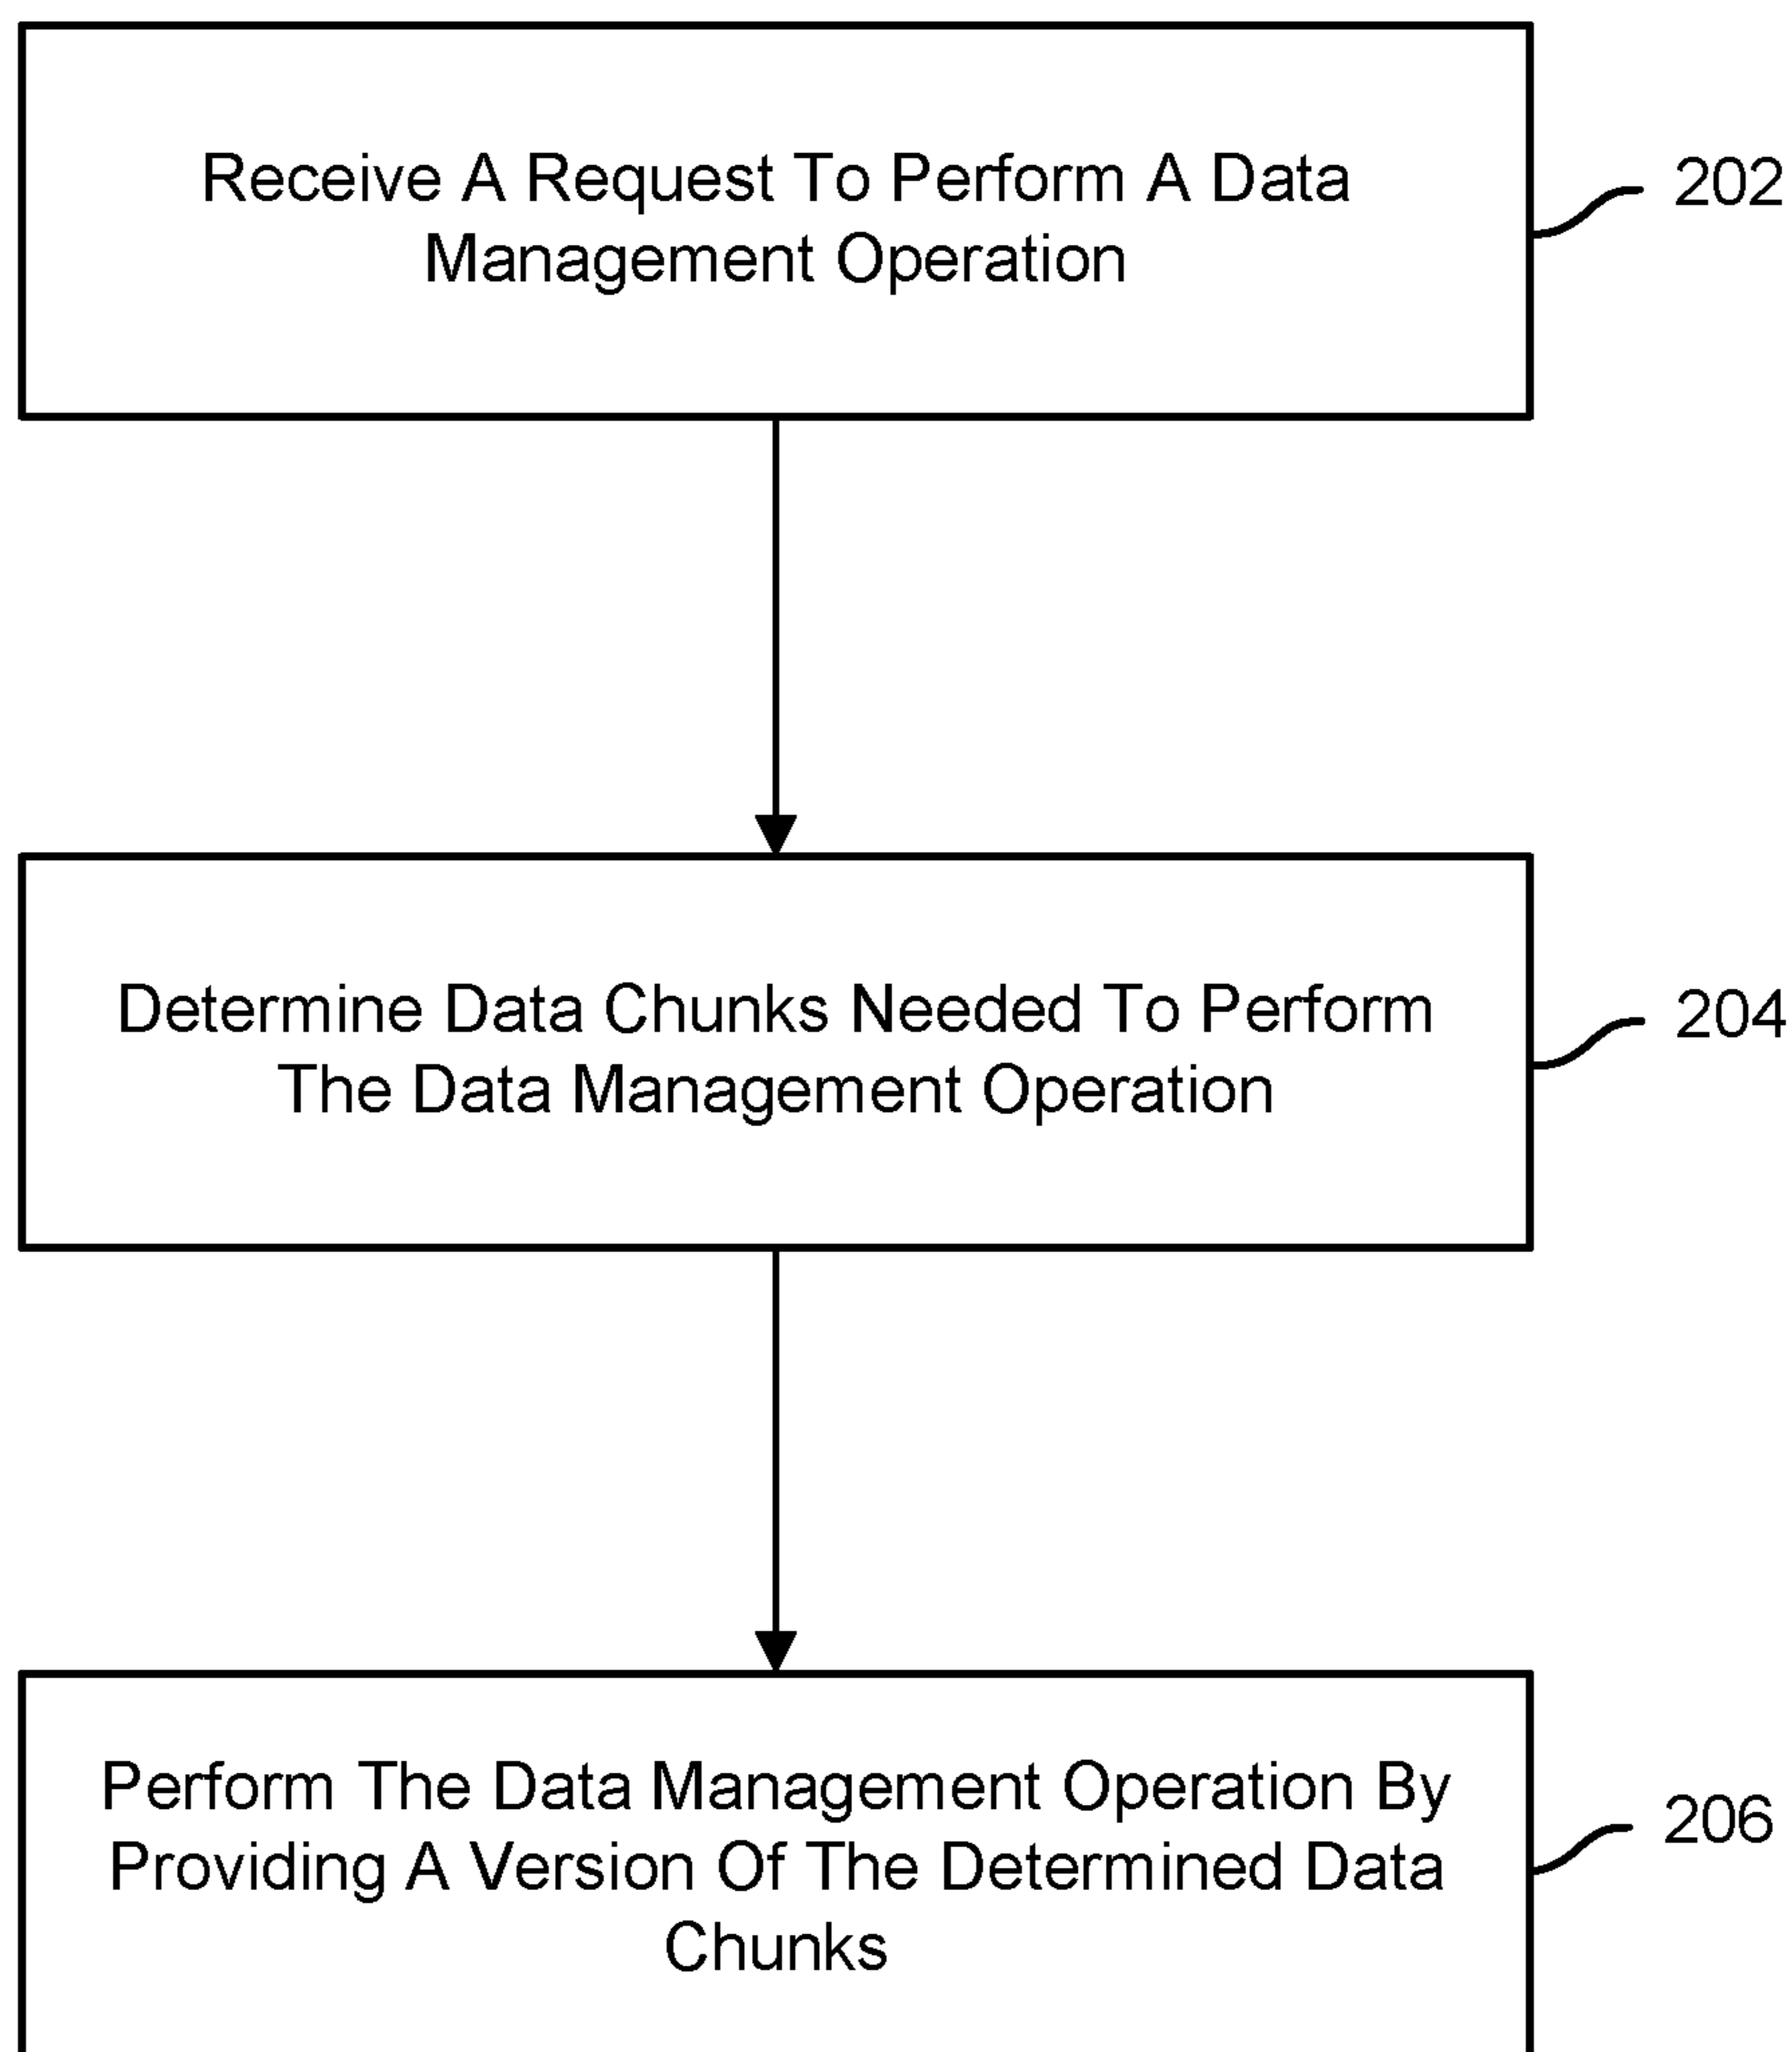 Receive A Request To Perform A Data
Management Operation
202
Determine Data Chunks Needed To Perform
The Data Management Operation
204
Perform The Data Management Operation By
Providing A Version Of The Determined Data
Chunks
206